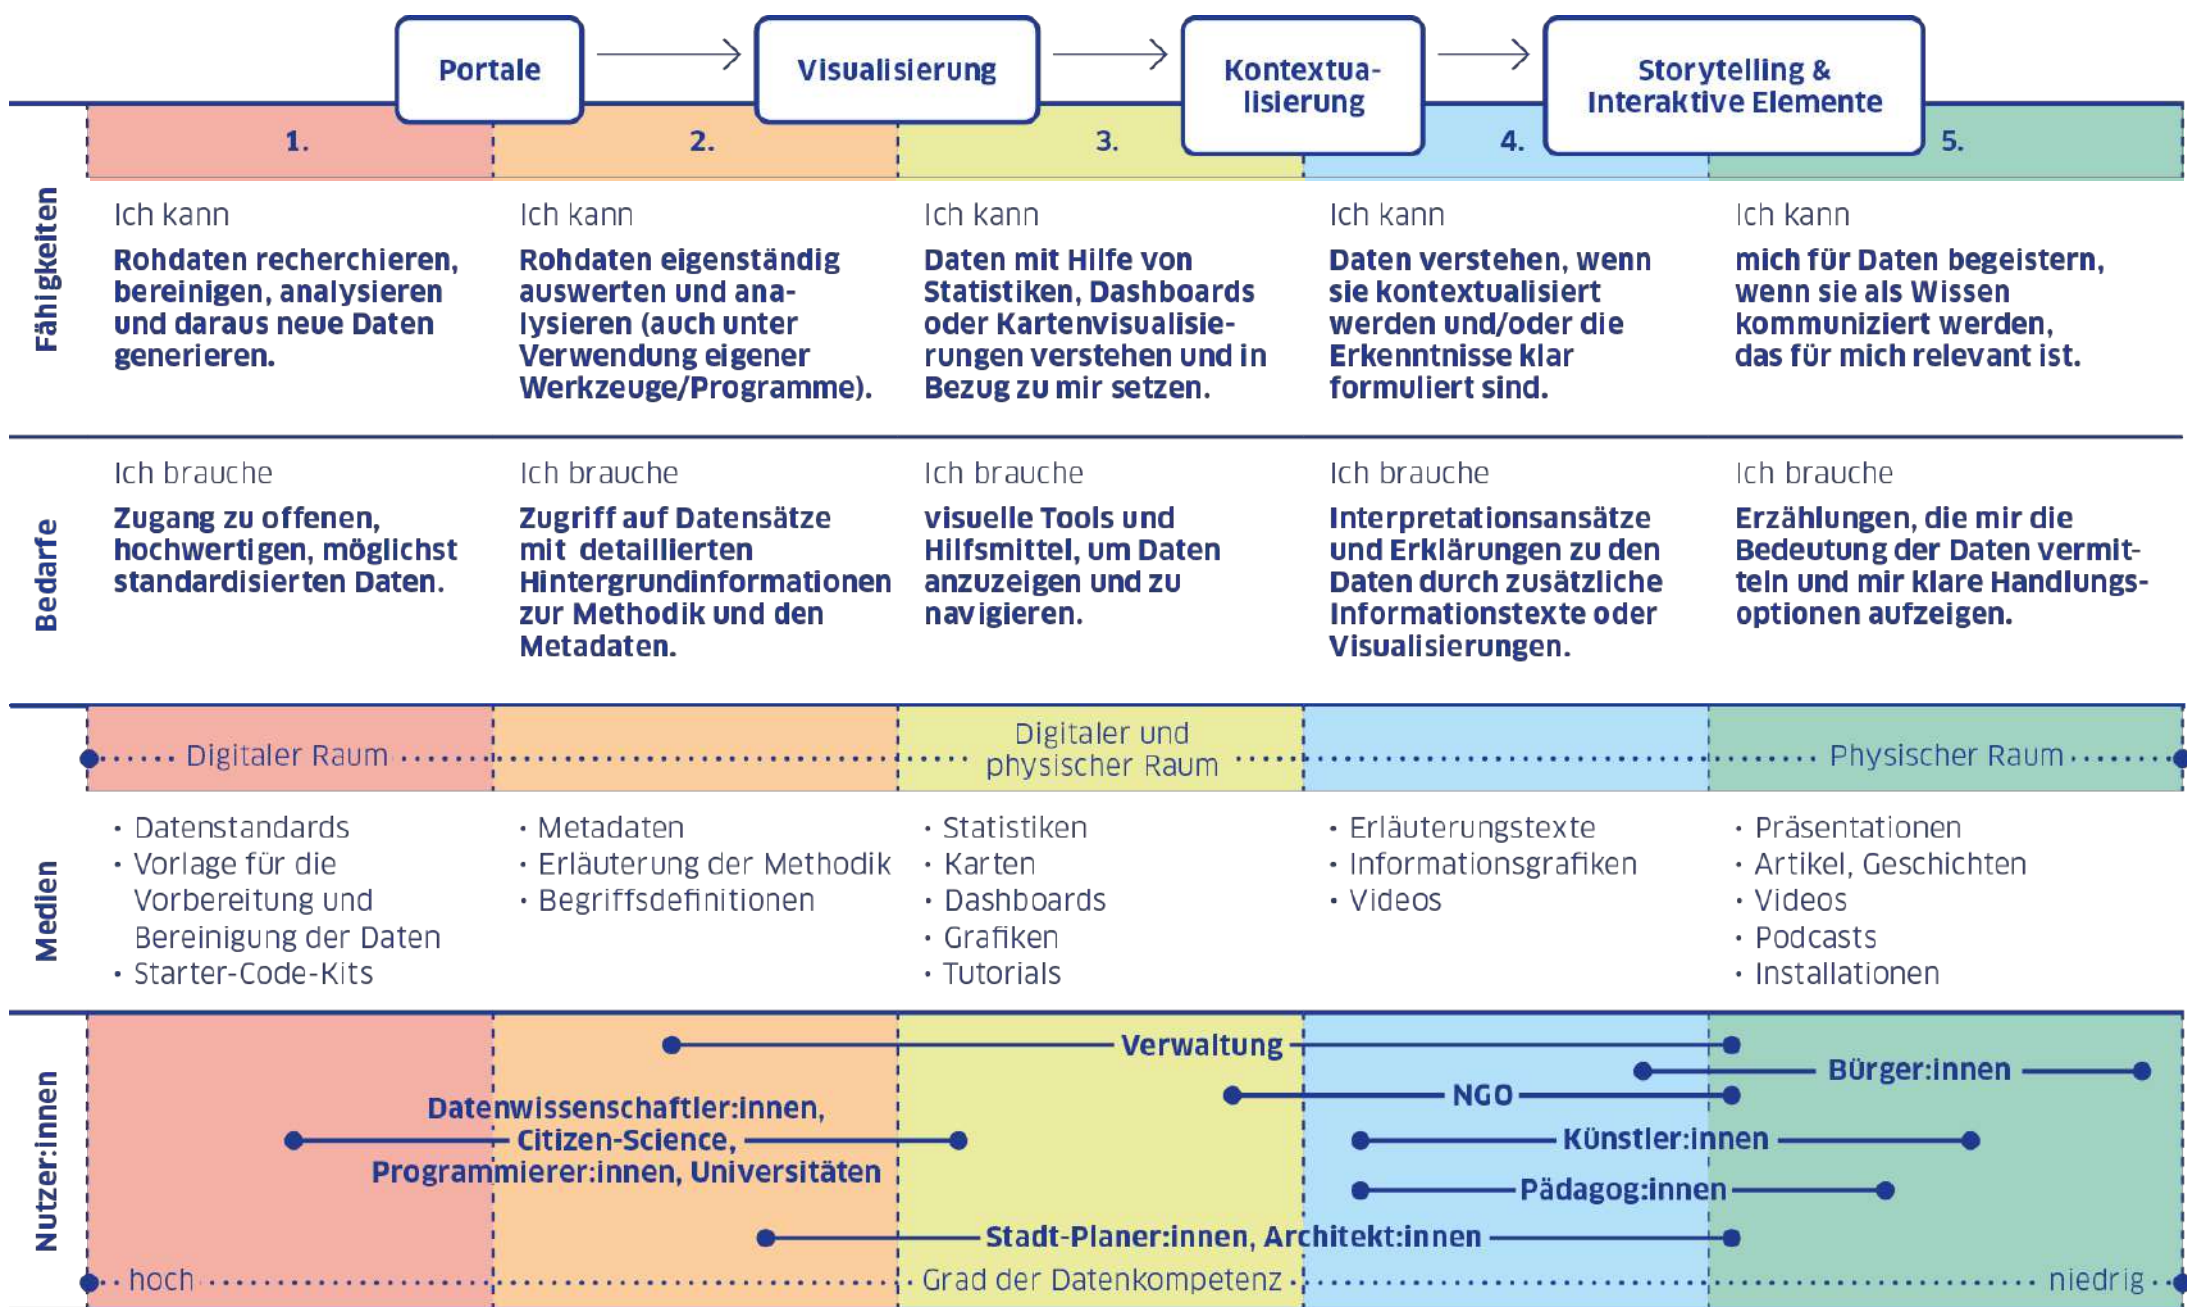 Portale
Visualisierung
Kontextua-
lisierung
Storytelling &
Interaktive Elemente
1.
2.
3.
4.
5.
Fähigkeiten
Ich kann
Rohdaten recherchieren,
bereinigen, analysieren
und daraus neue Daten
generieren.
Ich kann
Rohdaten eigenständig
auswerten und ana-
lysieren (auch unter
Verwendung eigener
Werkzeuge/Programme).
Ich kann
Daten mit Hilfe von
Statistiken, Dashboards
oder Kartenvisualisie-
rungen verstehen und in
Bezug zu mir setzen.
Ich kann
Daten verstehen, wenn
sie kontextualisiert
werden und/oder die
Erkenntnisse klar
formuliert sind.
Ich kann
mich für Daten begeistern,
wenn sie als Wissen
kommuniziert werden,
das für mich relevant ist.
Bedarfe
Ich brauche
Zugang zu offenen,
hochwertigen, möglichst
standardisierten Daten.
Ich brauche
Zugriff auf Datensätze
mit detaillierten
Hintergrundinformationen
zur Methodik und den
Metadaten.
Ich brauche
visuelle Tools und
Hilfsmittel, um Daten
anzuzeigen und zu
navigieren.
Ich brauche
Interpretationsansätze
und Erklärungen zu den
Daten durch zusätzliche
Informationstexte oder
Visualisierungen.
Ich brauche
Erzählungen, die mir die
Bedeutung der Daten vermit-
teln und mir klare Handlungs-
optionen aufzeigen.
Medien
Digitaler Raum
Digitaler und
physischer Raum
Physischer Raum
· Datenstandards
· Vorlage für die
Vorbereitung und
Bereinigung der Daten
· Starter-Code-Kits
· Metadaten
· Erläuterung der Methodik
· Begriffsdefinitionen
· Statistiken
· Karten
· Dashboards
· Grafiken
· Tutorials
· Erläuterungstexte
· Informationsgrafiken
· Videos
· Präsentationen
· Artikel, Geschichten
· Videos
· Podcasts
· Installationen
Nutzer:innen
Verwaltung
Bürger:innen
NGO
Datenwissenschaftler:innen,
Citizen-Science,
Programmierer:innen, Universitäten
Künstler:innen
Pädagog:innen
Stadt-Planer:innen, Architekt:innen
hoch
Grad der Datenkompetenz
niedrig